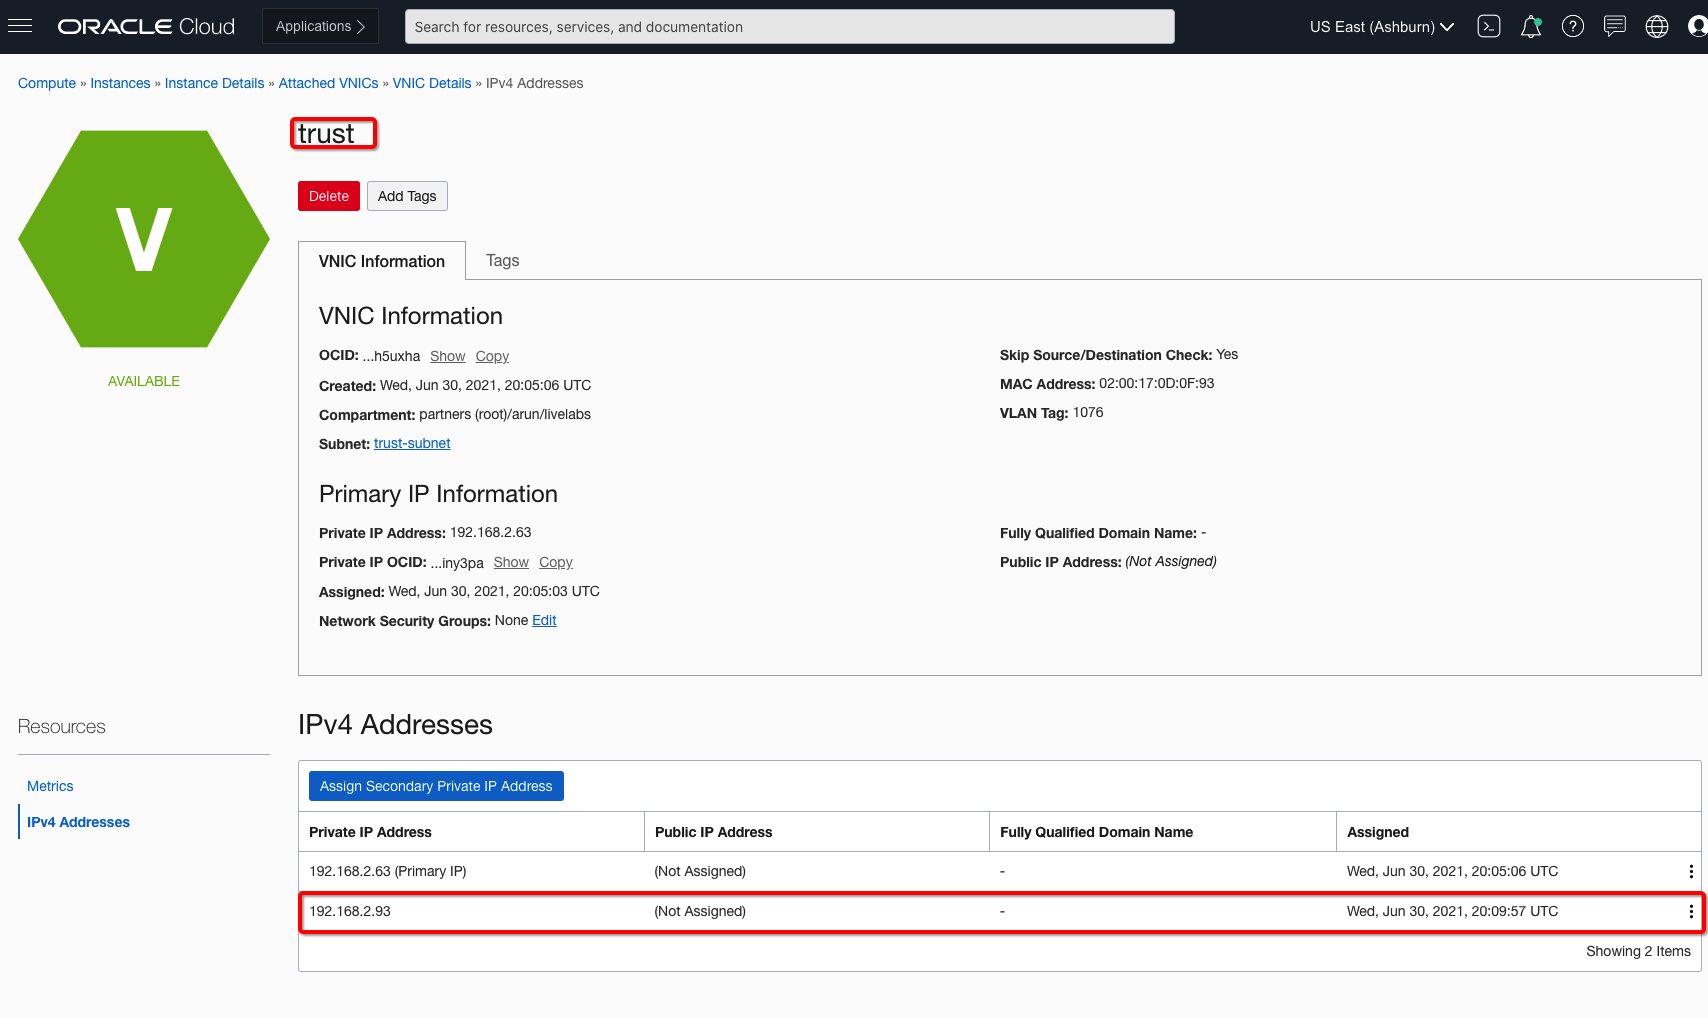 ORACLE Cloud
Applications
Search for resources, services, and documentation
US East (Ashburn)
Compute » Instances » Instance Details » Attached VNICs » VNIC Details » IPv4 Addresses
V
AVAILABLE
trust
Delete
Add Tags
VNIC Information
Tags
VNIC Information
OCID: ...h5uxha Show Copy
Created: Wed, Jun 30, 2021, 20:05:06 UTC
Compartment: partners (root)/arun/livelabs
Subnet: trust-subnet
Skip Source/Destination Check: Yes
MAC Address: 02:00:17:0D:0F:93
VLAN Tag: 1076
Primary IP Information
Private IP Address: 192.168.2.63
Private IP OCID: ...iny3pa Show Copy
Assigned: Wed, Jun 30, 2021, 20:05:03 UTC
Network Security Groups: None Edit
Fully Qualified Domain Name: -
Public IP Address: (Not Assigned)
Resources
Metrics
IPv4 Addresses
IPv4 Addresses
Assign Secondary Private IP Address
Private IP Address Public IP Address Fully Qualified Domain Name Assigned
192.168.2.63 (Primary IP) (Not Assigned) - Wed, Jun 30, 2021, 20:05:06 UTC
192.168.2.93 (Not Assigned) - Wed, Jun 30, 2021, 20:09:57 UTC
Showing 2 Items